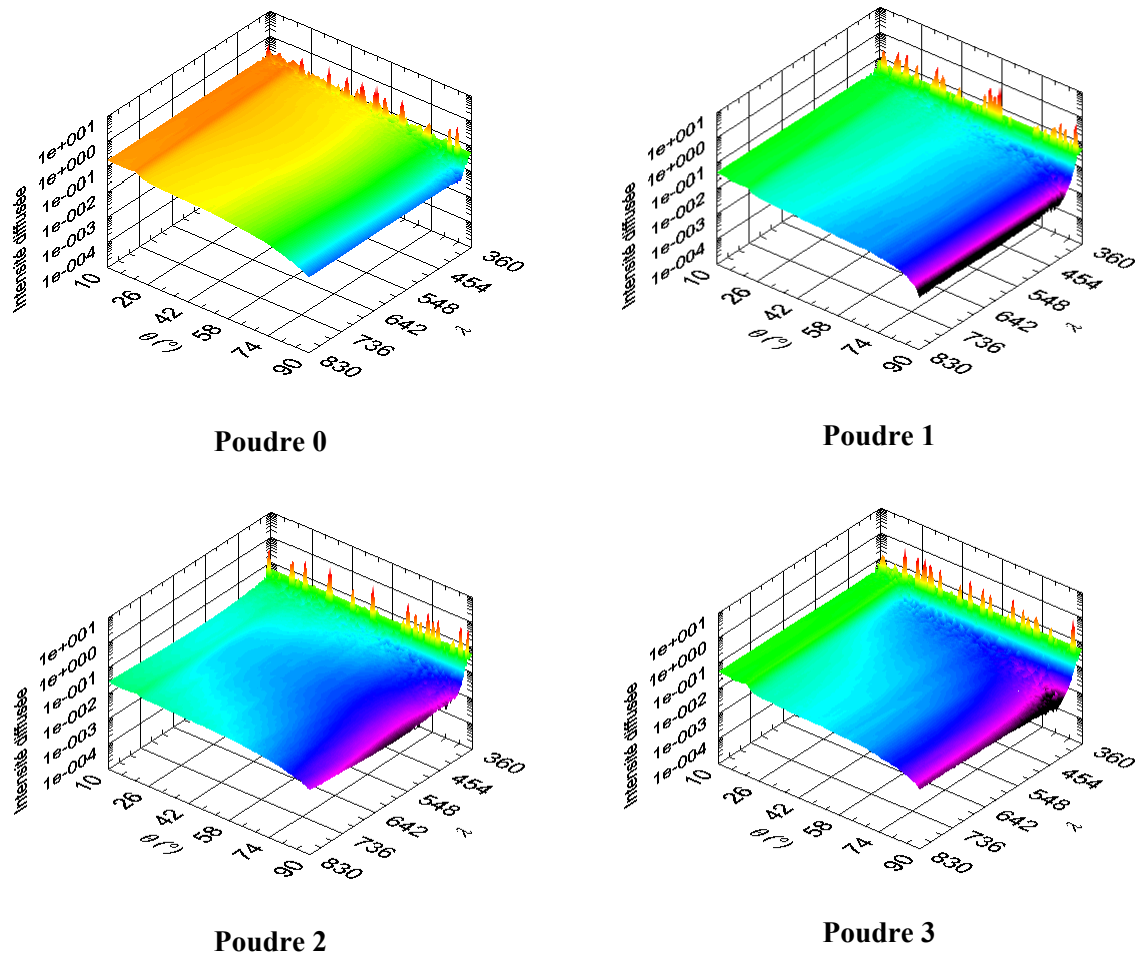 Intensité diffusée
1e+001
1e+000
1e-001
1e-002
1e-003
1e-004
10
26
42
58
74
90
θ (°)
830
736
642
548
454
360
λ
Poudre 0
Intensité diffusée
1e+001
1e+000
1e-001
1e-002
1e-003
1e-004
10
26
42
58
74
90
θ (°)
830
736
642
548
454
360
λ
Poudre 1
Intensité diffusée
1e+001
1e+000
1e-001
1e-002
1e-003
1e-004
10
26
42
58
74
90
θ (°)
830
736
642
548
454
360
λ
Poudre 2
Intensité diffusée
1e+001
1e+000
1e-001
1e-002
1e-003
1e-004
10
26
42
58
74
90
θ (°)
830
736
642
548
454
360
λ
Poudre 3